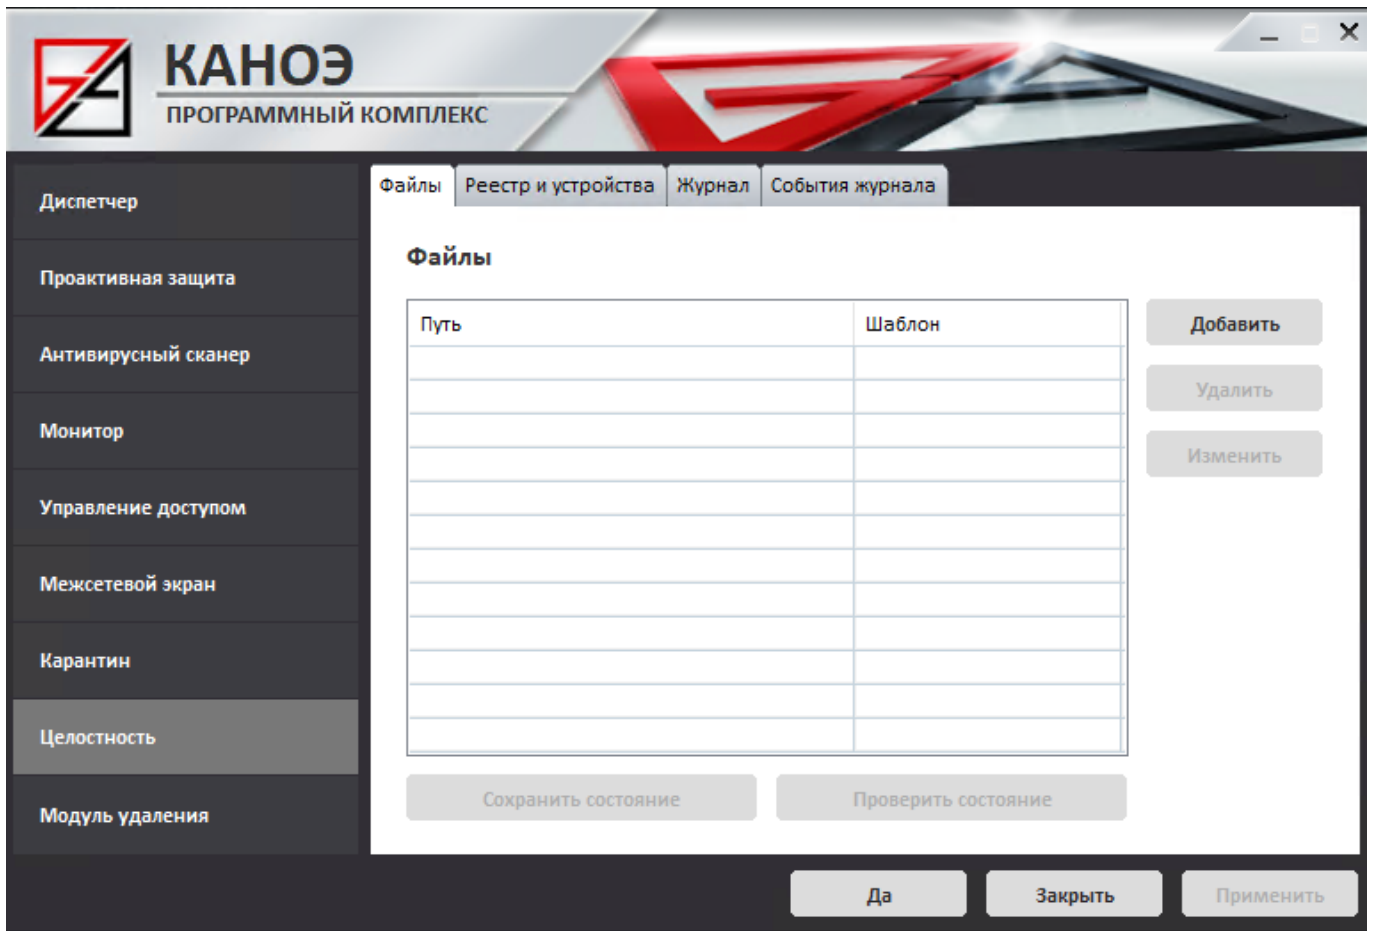 КАНОЭ
ПРОГРАММНЫЙ КОМПЛЕКС
Диспетчер
Проактивная защита
Антивирусный сканер
Монитор
Управление доступом
Межсетевой экран
Карантин
Целостность
Модуль удаления
Файлы Реестр и устройства Журнал События журнала
Файлы
Путь Шаблон
Добавить
Удалить
Изменить
Сохранить состояние Проверить состояние
Да Закрыть Применить